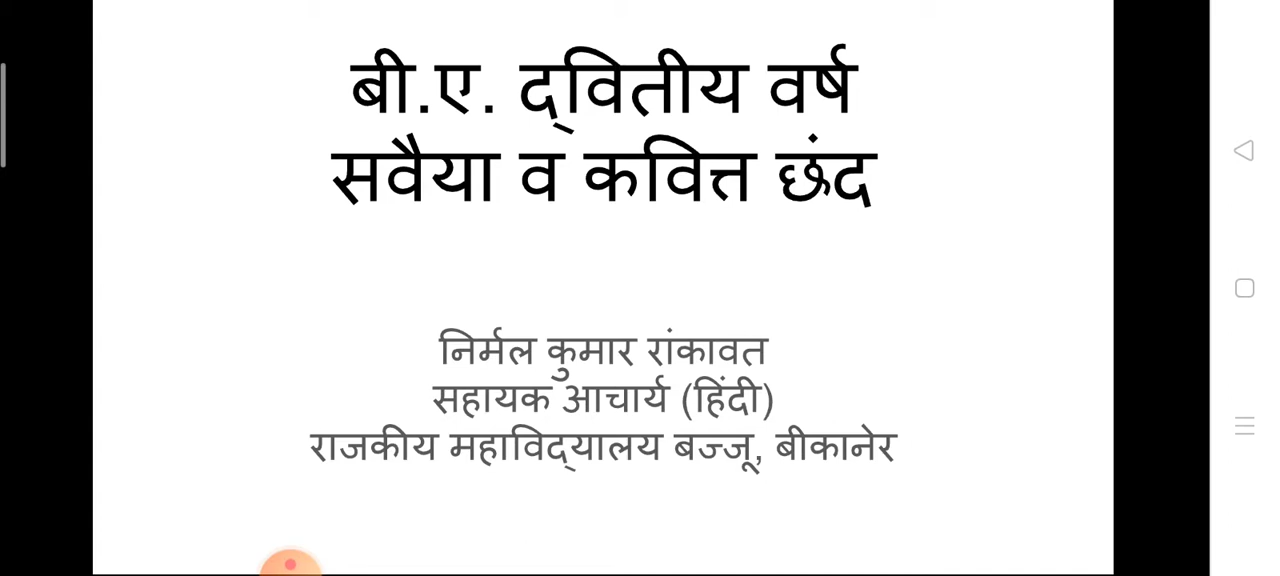 बी.ए. द्‌वितीय वर्ष
सवैया व कवित्त छंद
निर्मल कुमार रांकावत
सहायक आचार्य (हिंदी)
राजकीय महाविद्‌यालय बज्जू, बीकानेर